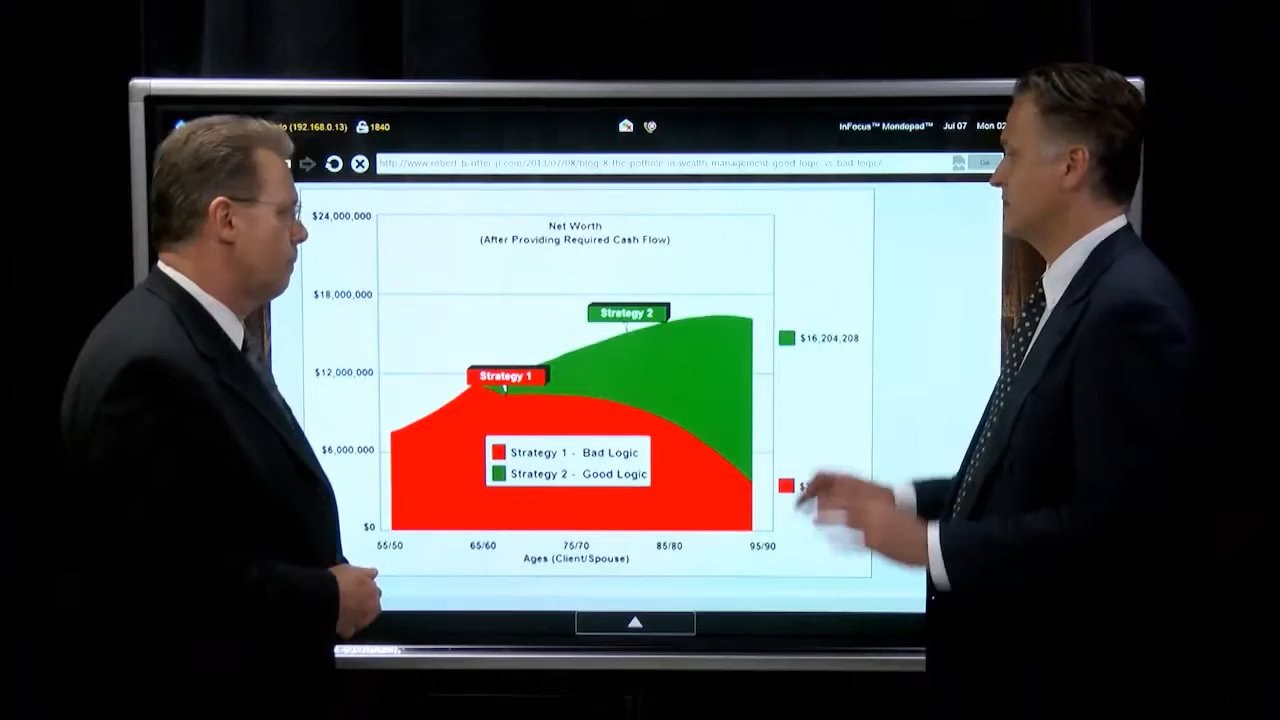 (192.168.0.13) 1840 InFocus™ Mondopad™ Jul 07 Mon
Go
Net Worth
(After Providing Required Cash Flow)
$24,000,000
$18,000,000
$12,000,000
$6,000,000
$0
Strategy 2
Strategy 1
$16,204,208
Strategy 1 - Bad Logic
Strategy 2 - Good Logic
55/50 65/60 75/70 85/80 95/90
Ages (Client/Spouse)